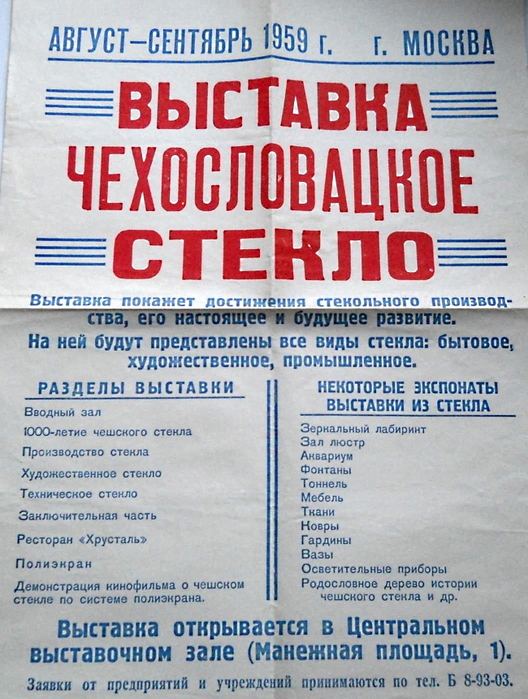 АВГУСТ—СЕНТЯБРЬ 1959 г. г. МОСКВА
ВЫСТАВКА
ЧЕХОСЛОВАЦКОЕ
СТЕКЛО
Выставка покажет достижения стекольного производ-
ства, его настоящее и будущее развитие.
На ней будут представлены все виды стекла: бытовое,
художественное, промышленное.
РАЗДЕЛЫ ВЫСТАВКИ
Вводный зал
1000-летие чешского стекла
Производство стекла
Художественное стекло
Техническое стекло
Заключительная часть
Ресторан «Хрусталь»
Полиэкран
Демонстрация кинофильма о чешском
стекле по системе полиэкрана.
НЕКОТОРЫЕ ЭКСПОНАТЫ
ВЫСТАВКИ ИЗ СТЕКЛА
Зеркальный лабиринт
Зал люстр
Аквариум
Фонтаны
Тоннель
Мебель
Ткани
Ковры
Гардины
Вазы
Осветительные приборы
Родословное дерево истории
чешского стекла и др.
Выставка открывается в Центральном
выставочном зале (Манежная площадь, 1).
Заявки от предприятий и учреждений принимаются по тел. Б 8-93-03.